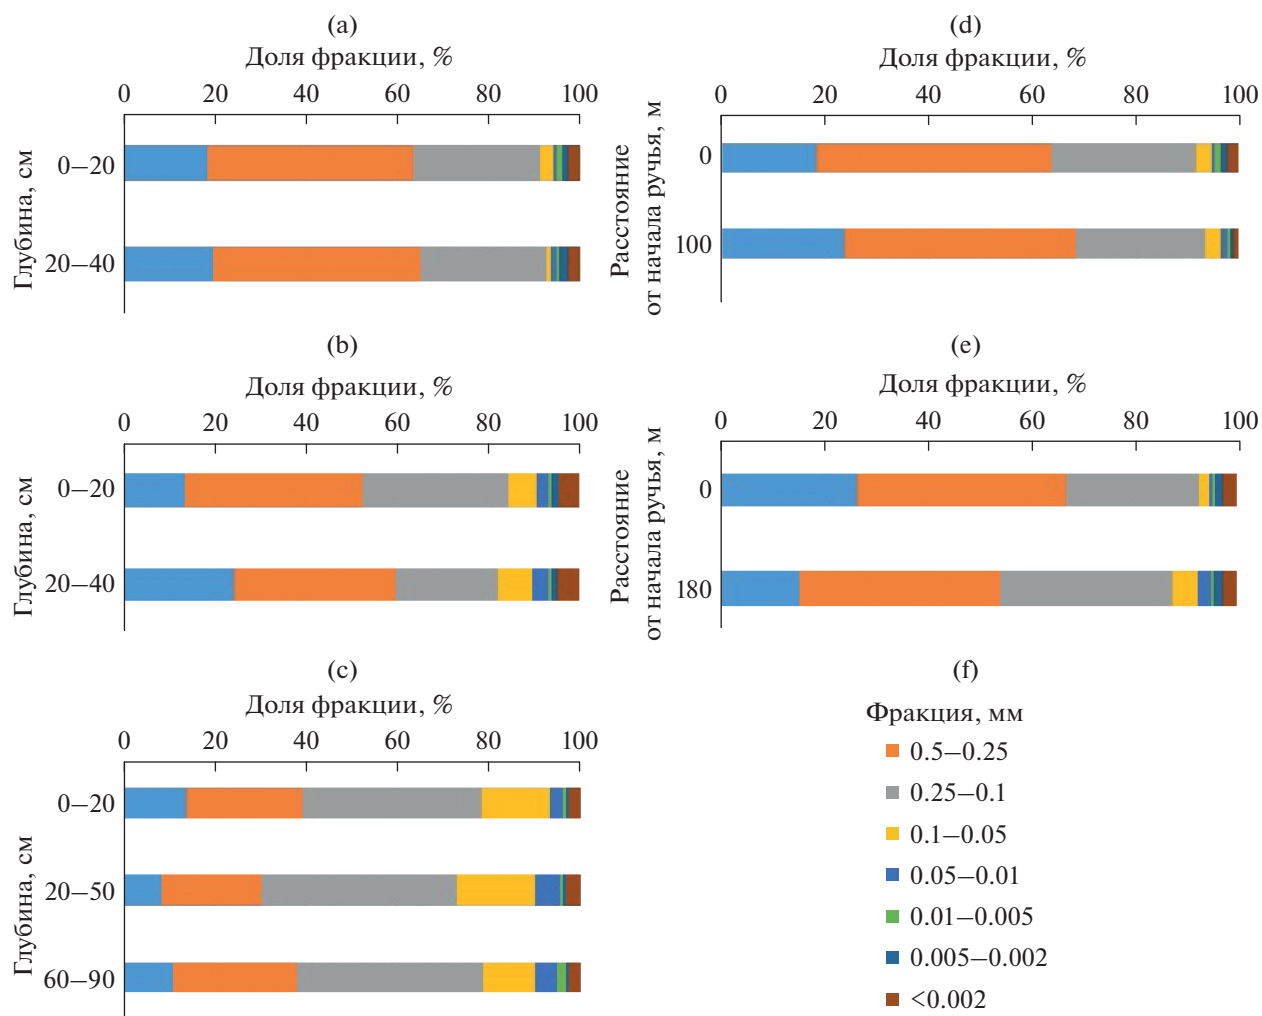 (a)
Доля фракции, %
0 20 40 60 80 100
Глубина, см
0–20
20–40
(b)
Доля фракции, %
0 20 40 60 80 100
Глубина, см
0–20
20–40
(c)
Доля фракции, %
0 20 40 60 80 100
Глубина, см
0–20
20–50
60–90
(d)
Доля фракции, %
0 20 40 60 80 100
Расстояние
от начала ручья, м
0
100
(e)
Доля фракции, %
0 20 40 60 80 100
Расстояние
от начала ручья, м
0
180
(f)
Фракция, мм
0.5–0.25
0.25–0.1
0.1–0.05
0.05–0.01
0.01–0.005
0.005–0.002
<0.002